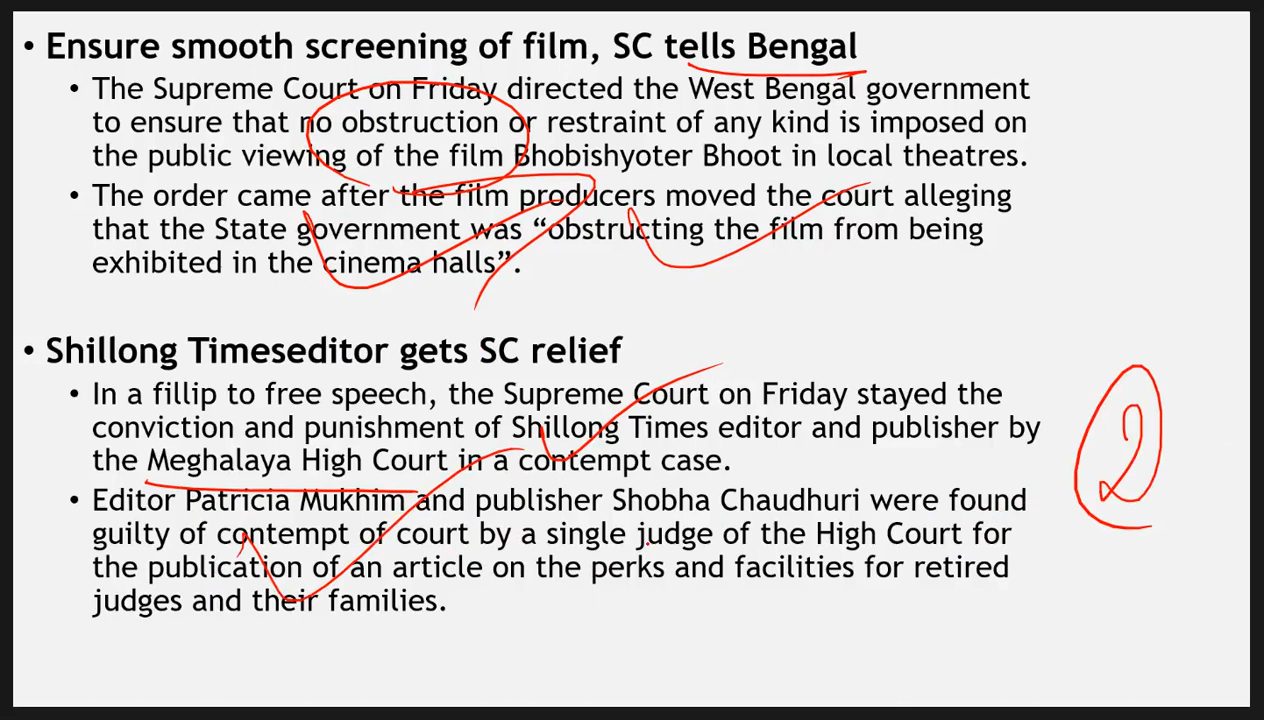 • Ensure smooth screening of film, SC tells Bengal
• The Supreme Court on Friday directed the West Bengal government
to ensure that no obstruction or restraint of any kind is imposed on
the public viewing of the film Bhobishyoter Bhoot in local theatres.
• The order came after the film producers moved the court alleging
that the State government was “obstructing the film from being
exhibited in the cinema halls”.
• Shillong Timeseditor gets SC relief
• In a fillip to free speech, the Supreme Court on Friday stayed the
conviction and punishment of Shillong Times editor and publisher by
the Meghalaya High Court in a contempt case.
• Editor Patricia Mukhim and publisher Shobha Chaudhuri were found
guilty of contempt of court by a single judge of the High Court for
the publication of an article on the perks and facilities for retired
judges and their families.
2